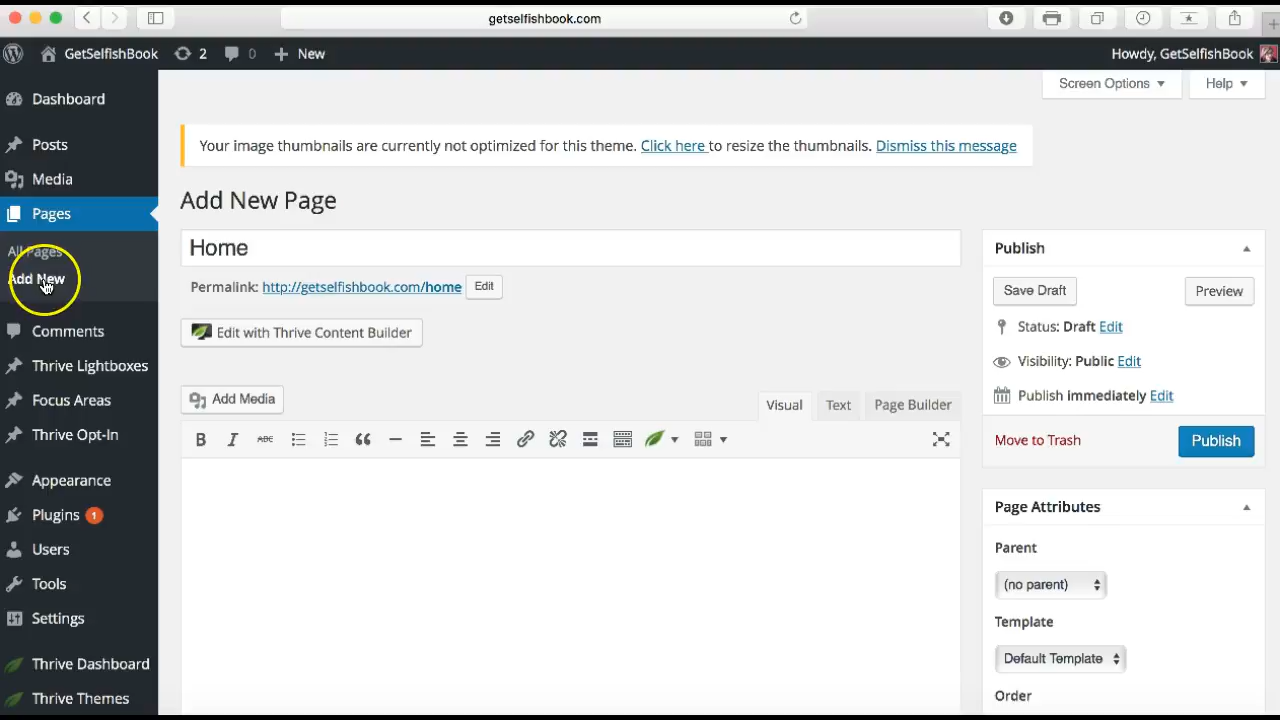 getselfishbook.com
GetSelfishBook 2 0 New Howdy, GetSelfishBook
Screen Options Help
Dashboard
Posts
Media
Pages
All Pages
Add New
Comments
Thrive Lightboxes
Focus Areas
Thrive Opt-In
Appearance
Plugins 1
Users
Tools
Settings
Thrive Dashboard
Thrive Themes
Your image thumbnails are currently not optimized for this theme. Click here to resize the thumbnails. Dismiss this message
Add New Page
Home
Permalink: http://getselfishbook.com/home Edit
Edit with Thrive Content Builder
Add Media
Visual Text Page Builder
B I ABC
Publish
Save Draft Preview
Status: Draft Edit
Visibility: Public Edit
Publish immediately Edit
Move to Trash Publish
Page Attributes
Parent
(no parent)
Template
Default Template
Order